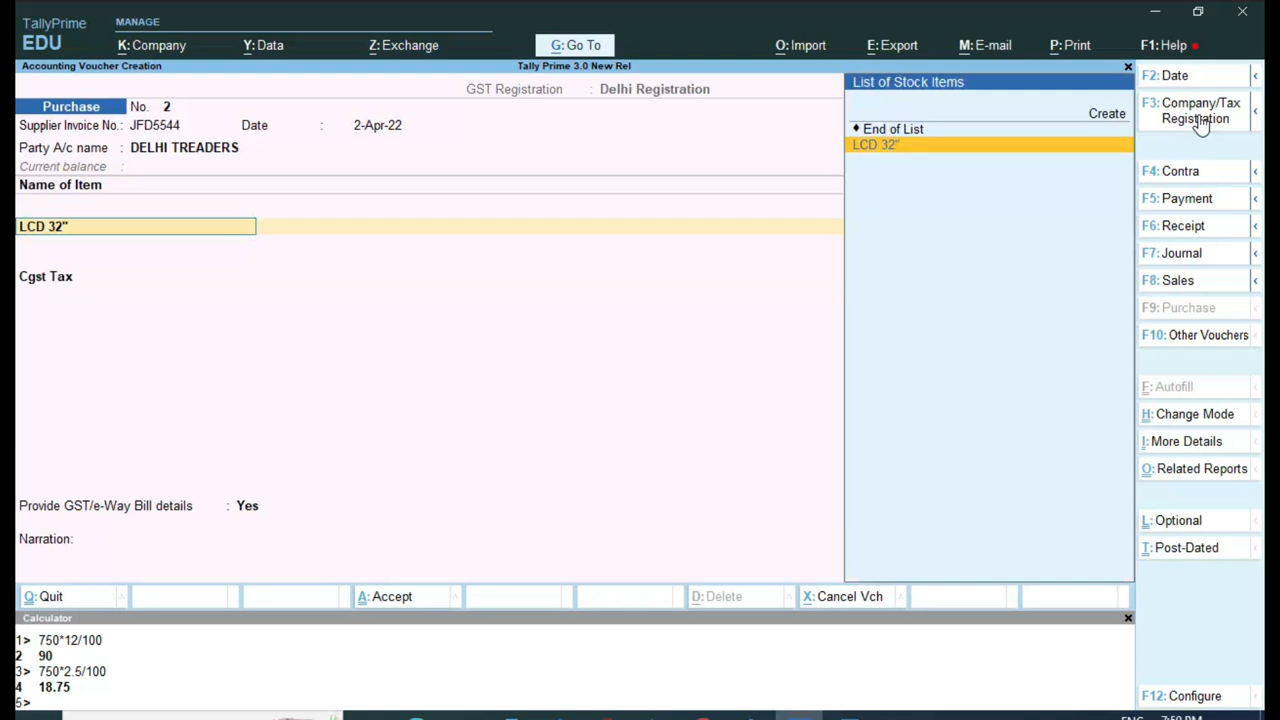 TallyPrime
EDU
MANAGE
K: Company
Y: Data
Z: Exchange
G: Go To
O: Import
E: Export
M: E-mail
P: Print
F1: Help
Accounting Voucher Creation
Tally Prime 3.0 New Rel
GST Registration : Delhi Registration
Purchase No. 2
Supplier Invoice No.: JFD5544 Date : 2-Apr-22
Party A/c name : DELHI TREADERS
Current balance :
Name of Item
LCD 32"
Cgst Tax
Provide GST/e-Way Bill details : Yes
Narration:
List of Stock Items
Create
♦ End of List
LCD 32"
F2: Date
F3: Company/Tax
Registration
F4: Contra
F5: Payment
F6: Receipt
F7: Journal
F8: Sales
F9: Purchase
F10: Other Vouchers
F: Autofill
H: Change Mode
I: More Details
O: Related Reports
L: Optional
T: Post-Dated
F12: Configure
Q: Quit
A: Accept
D: Delete
X: Cancel Vch
Calculator
1> 750*12/100
2 90
3> 750*2.5/100
4 18.75
5>
ENG 7:50 PM